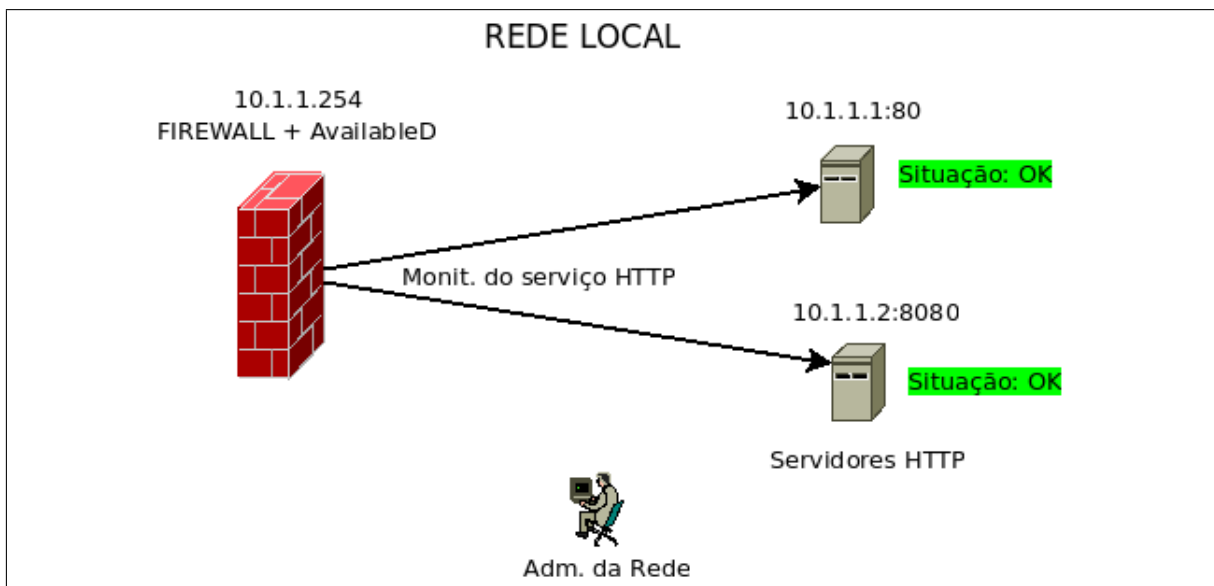 REDE LOCAL
10.1.1.254
FIREWALL + AvailableD
10.1.1.1:80
Situação: OK
Monit. do serviço HTTP
10.1.1.2:8080
Situação: OK
Servidores HTTP
Adm. da Rede